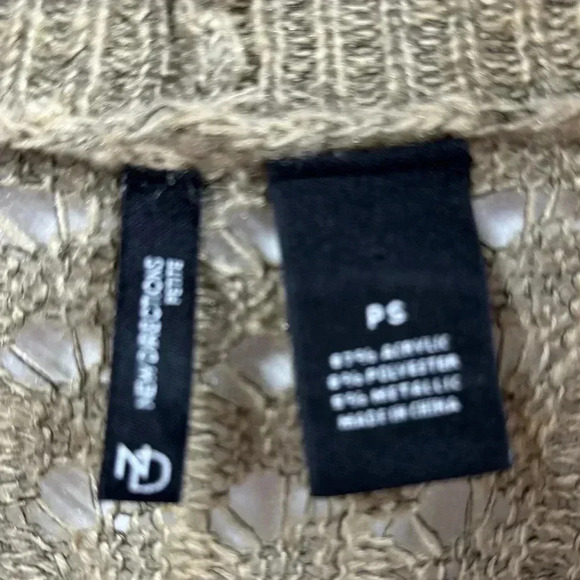 NEW DIRECTIONS
PETITE
ND
PS
ACRYLIC
POLYESTER
METALLIC
MADE IN CHINA